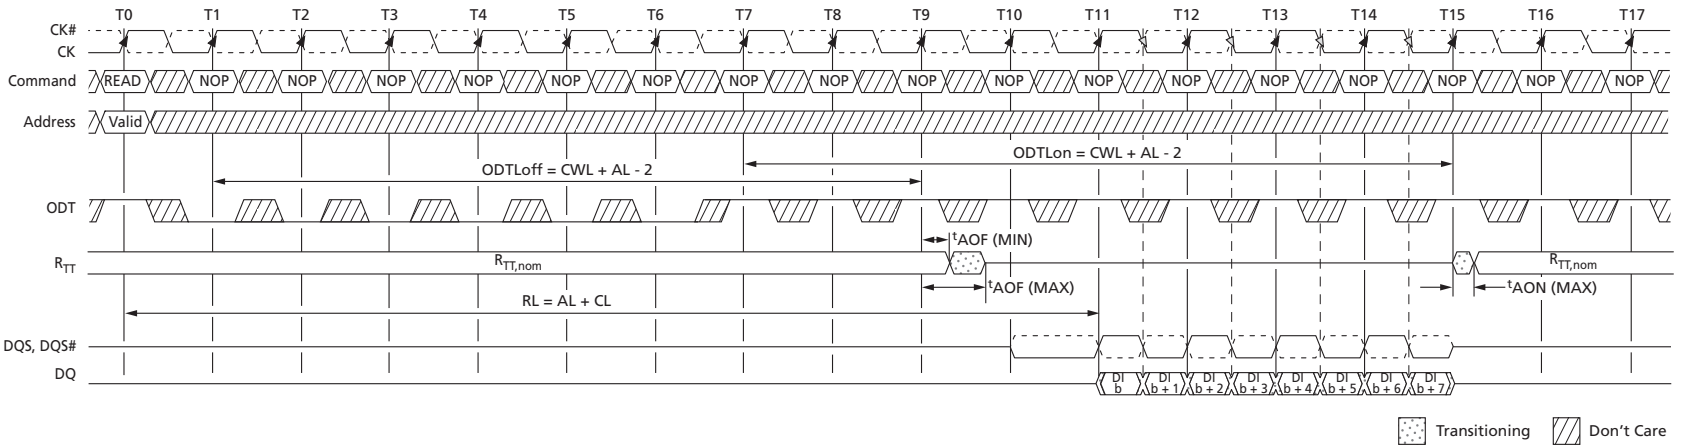 T0 T1 T2 T3 T4 T5 T6 T7 T8 T9 T10 T11 T12 T13 T14 T15 T16 T17
CK#
CK
Command READ NOP NOP NOP NOP NOP NOP NOP NOP NOP NOP NOP NOP NOP NOP NOP NOP NOP
Address Valid
ODTLon = CWL + AL - 2
ODTLoff = CWL + AL - 2
ODT
tAOF (MIN)
RTT RTT,nom RTT,nom
tAOF (MAX) tAON (MAX)
RL = AL + CL
DQS, DQS#
DQ DI b DI b + 1 DI b + 2 DI b + 3 DI b + 4 DI b + 5 DI b + 6 DI b + 7
Transitioning Don't Care